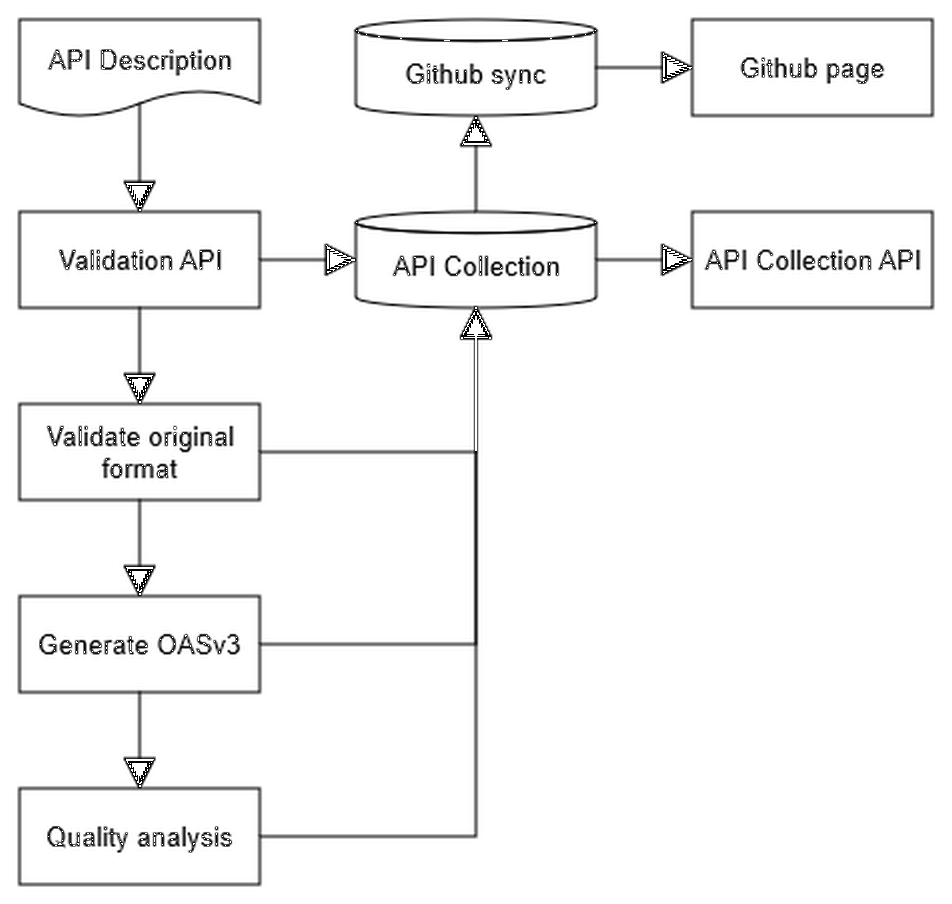 API Description
Github sync
Github page
Validation API
API Collection
API Collection API
Validate original
format
Generate OASv3
Quality analysis